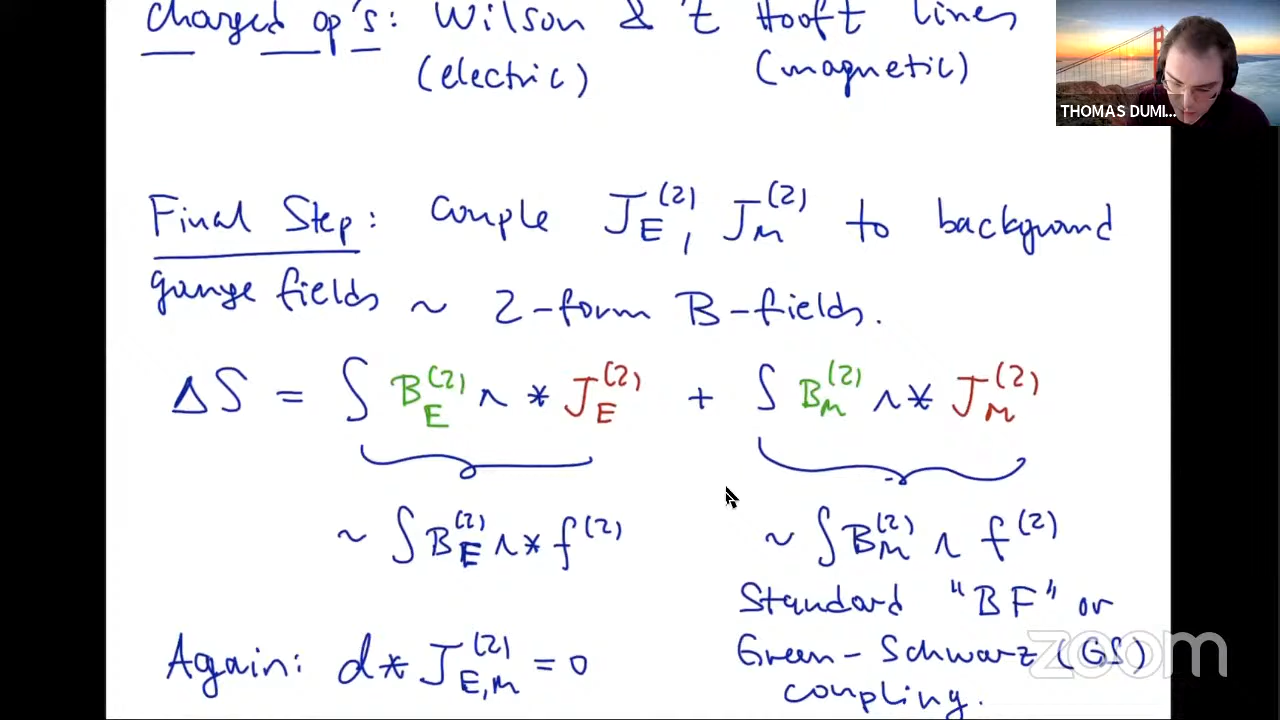 charged op's: Wilson & 't Hooft lines
(electric) (magnetic)
THOMAS DUMI...
Final Step: couple J_E^(2), J_M^(2) to background
gauge fields ~ 2-form B-fields.
ΔS = ∫ B_E^(2) ∧ * J_E^(2) + ∫ B_M^(2) ∧ * J_M^(2)
~ ∫ B_E^(2) ∧ * f^(2) ~ ∫ B_M^(2) ∧ f^(2)
Standard "BF" or
Green-Schwarz (GS)
coupling.
Again: d * J_E,M^(2) = 0
zoom